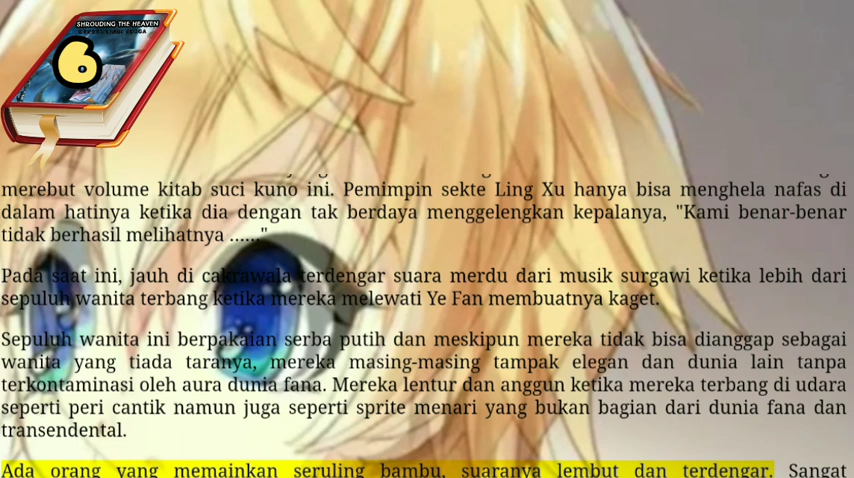 SHROUDING THE HEAVEN
6
merebut volume kitab suci kuno ini. Pemimpin sekte Ling Xu hanya bisa menghela nafas di
dalam hatinya ketika dia dengan tak berdaya menggelengkan kepalanya, "Kami benar-benar
tidak berhasil melihatnya ......"
Pada saat ini, jauh di cakrawala terdengar suara merdu dari musik surgawi ketika lebih dari
sepuluh wanita terbang ketika mereka melewati Ye Fan membuatnya kaget.
Sepuluh wanita ini berpakaian serba putih dan meskipun mereka tidak bisa dianggap sebagai
wanita yang tiada taranya, mereka masing-masing tampak elegan dan dunia lain tanpa
terkontaminasi oleh aura dunia fana. Mereka lentur dan anggun ketika mereka terbang di udara
seperti peri cantik namun juga seperti sprite menari yang bukan bagian dari dunia fana dan
transendental.
Ada orang yang memainkan seruling bambu, suaranya lembut dan terdengar. Sangat